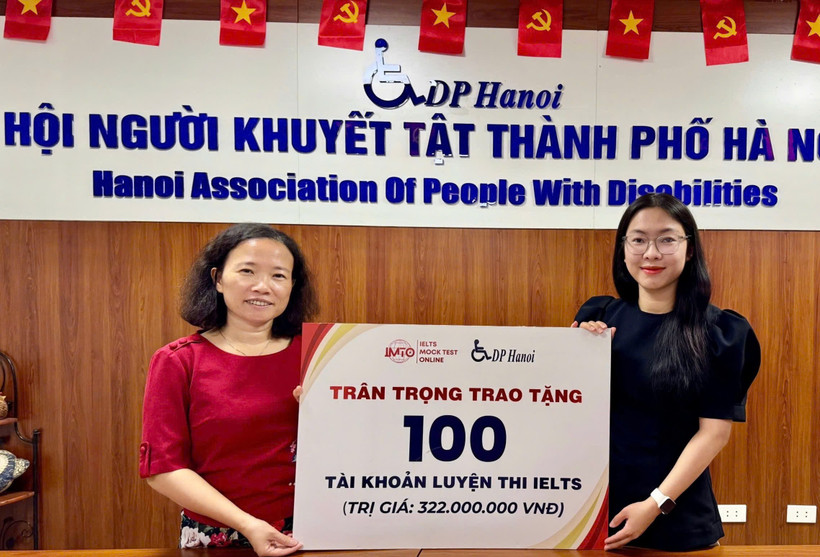 DP Hanoi
HỘI NGƯỜI KHUYẾT TẬT THÀNH PHỐ HÀ NỘ
Hanoi Association Of People With Disabilities
IMTO
IELTS
MOCK TEST
ONLINE
DP Hanoi
TRÂN TRỌNG TRAO TẶNG
100
TÀI KHOẢN LUYỆN THI IELTS
(TRỊ GIÁ: 322.000.000 VNĐ)